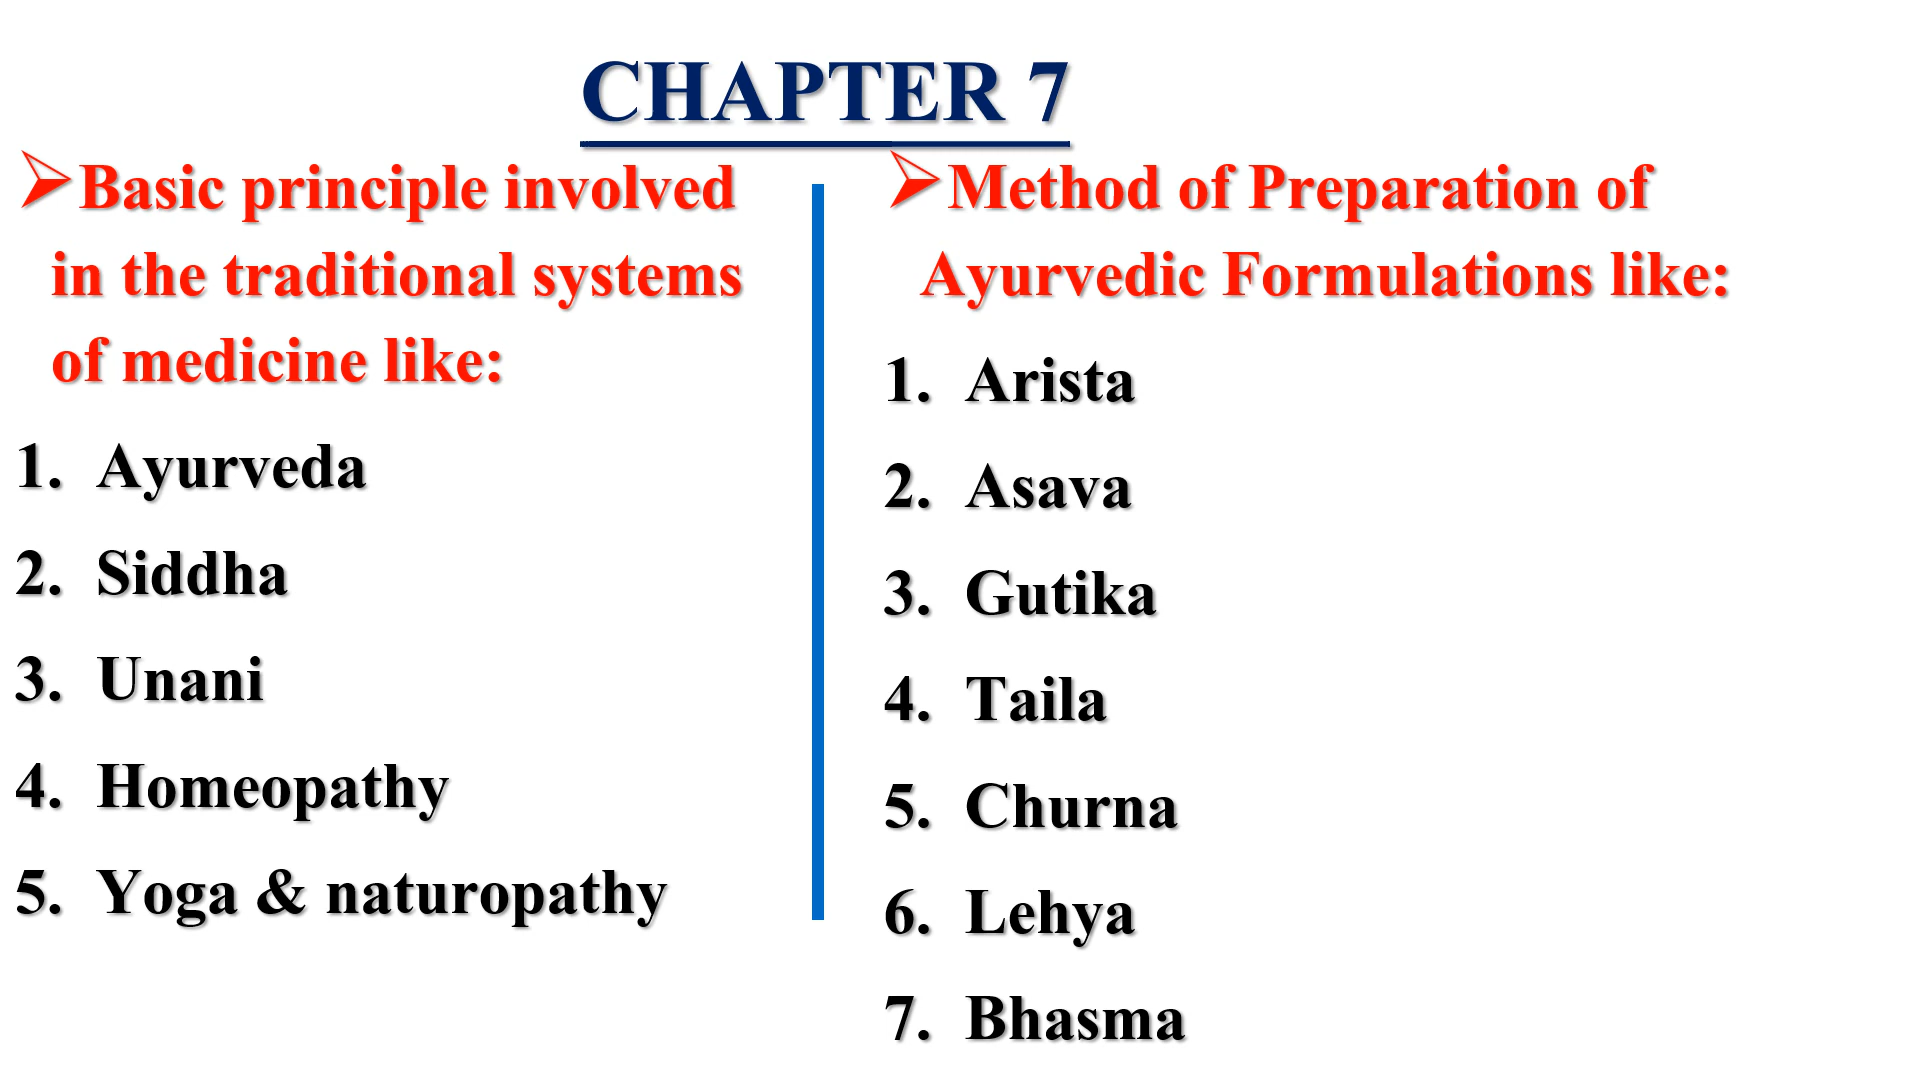 CHAPTER 7
➢Basic principle involved
in the traditional systems
of medicine like:
1. Ayurveda
2. Siddha
3. Unani
4. Homeopathy
5. Yoga & naturopathy
➢Method of Preparation of
Ayurvedic Formulations like:
1. Arista
2. Asava
3. Gutika
4. Taila
5. Churna
6. Lehya
7. Bhasma